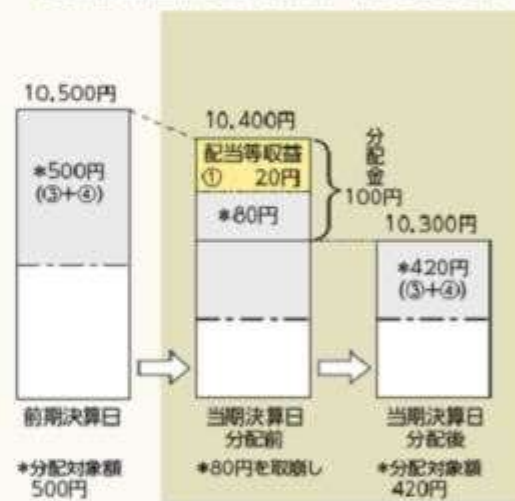 10,500円
*500円
(③+④)
前期決算日
*分配対象額
500円
10,400円
配当等収益
① 20円
*80円
分配金
100円
当期決算日
分配前
*80円を取崩し
10,300円
*420円
(③+④)
当期決算日
分配後
*分配対象額
420円